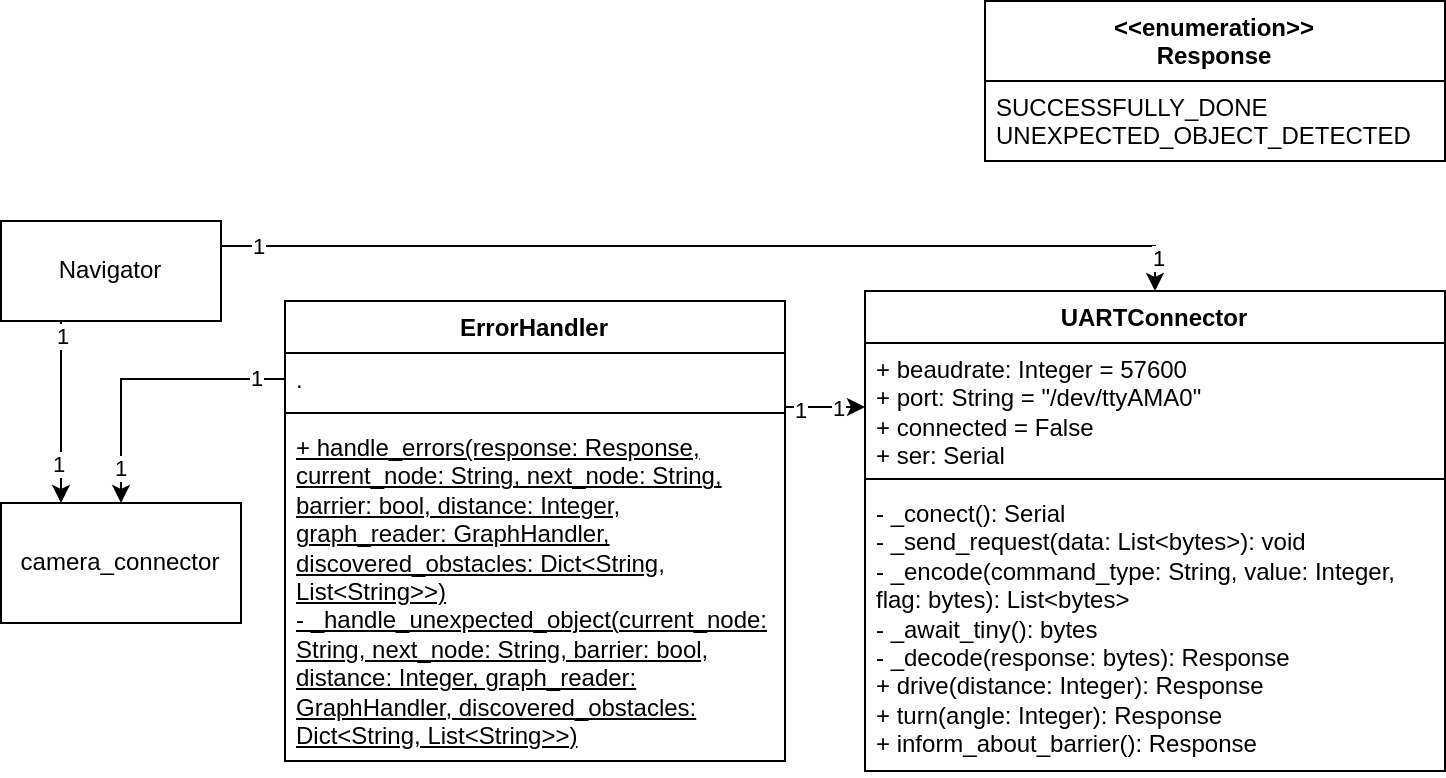 <<enumeration>>
Response
SUCCESSFULLY_DONE
UNEXPECTED_OBJECT_DETECTED
Navigator
1
1
1
1
1
1
ErrorHandler
.
+ handle_errors(response: Response,
current_node: String, next_node: String,
barrier: bool, distance: Integer,
graph_reader: GraphHandler,
discovered_obstacles: Dict<String,
List<String>>)
- _handle_unexpected_object(current_node:
String, next_node: String, barrier: bool,
distance: Integer, graph_reader:
GraphHandler, discovered_obstacles:
Dict<String, List<String>>)
1
1
UARTConnector
+ beaudrate: Integer = 57600
+ port: String = "/dev/ttyAMA0"
+ connected = False
+ ser: Serial
- _conect(): Serial
- _send_request(data: List<bytes>): void
- _encode(command_type: String, value: Integer,
flag: bytes): List<bytes>
- _await_tiny(): bytes
- _decode(response: bytes): Response
+ drive(distance: Integer): Response
+ turn(angle: Integer): Response
+ inform_about_barrier(): Response
camera_connector